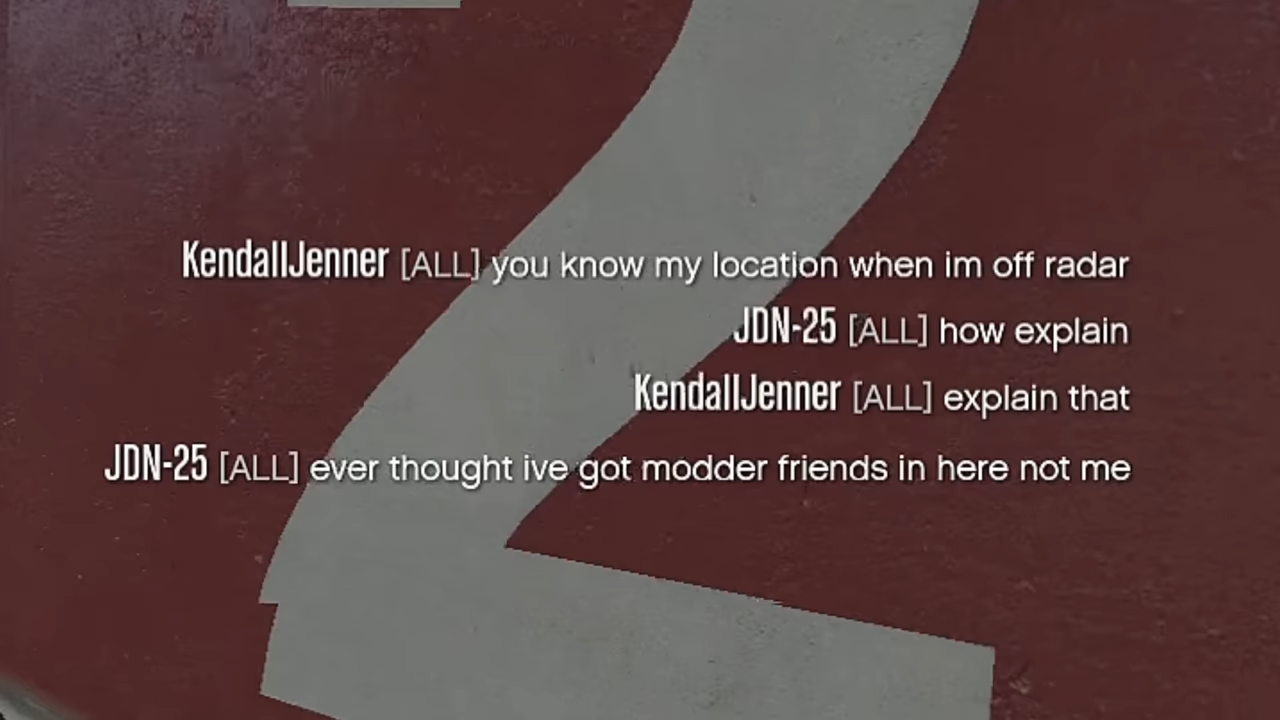 KendallJenner [ALL] you know my location when im off radar
JDN-25 [ALL] how explain
KendallJenner [ALL] explain that
JDN-25 [ALL] ever thought ive got modder friends in here not me
2